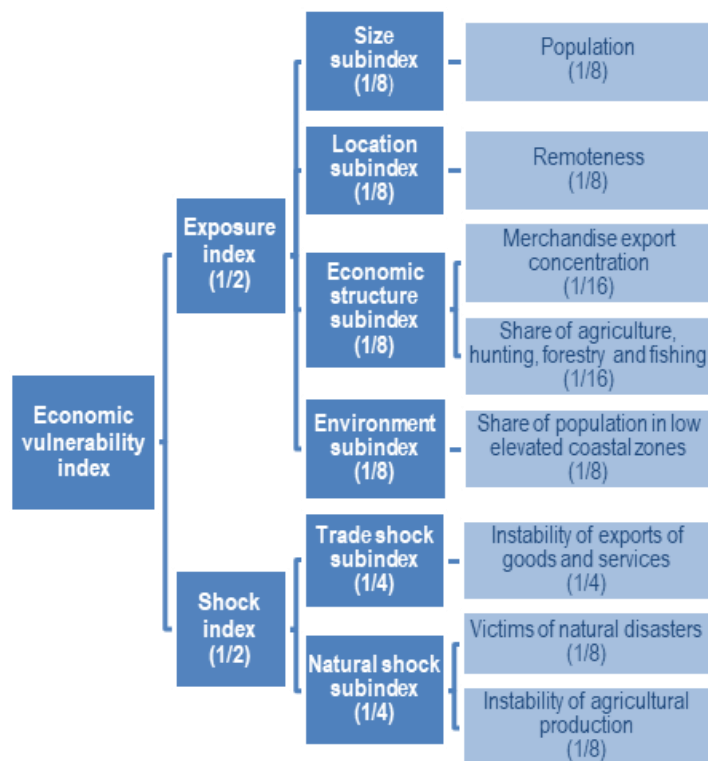 Economic
vulnerability
index
Exposure
index
(1/2)
Size
subindex
(1/8)
Population
(1/8)
Location
subindex
(1/8)
Remoteness
(1/8)
Economic
structure
subindex
(1/8)
Merchandise export
concentration
(1/16)
Share of agriculture,
hunting, forestry and fishing
(1/16)
Environment
subindex
(1/8)
Share of population in low
elevated coastal zones
(1/8)
Shock
index
(1/2)
Trade shock
subindex
(1/4)
Instability of exports of
goods and services
(1/4)
Natural shock
subindex
(1/4)
Victims of natural disasters
(1/8)
Instability of agricultural
production
(1/8)